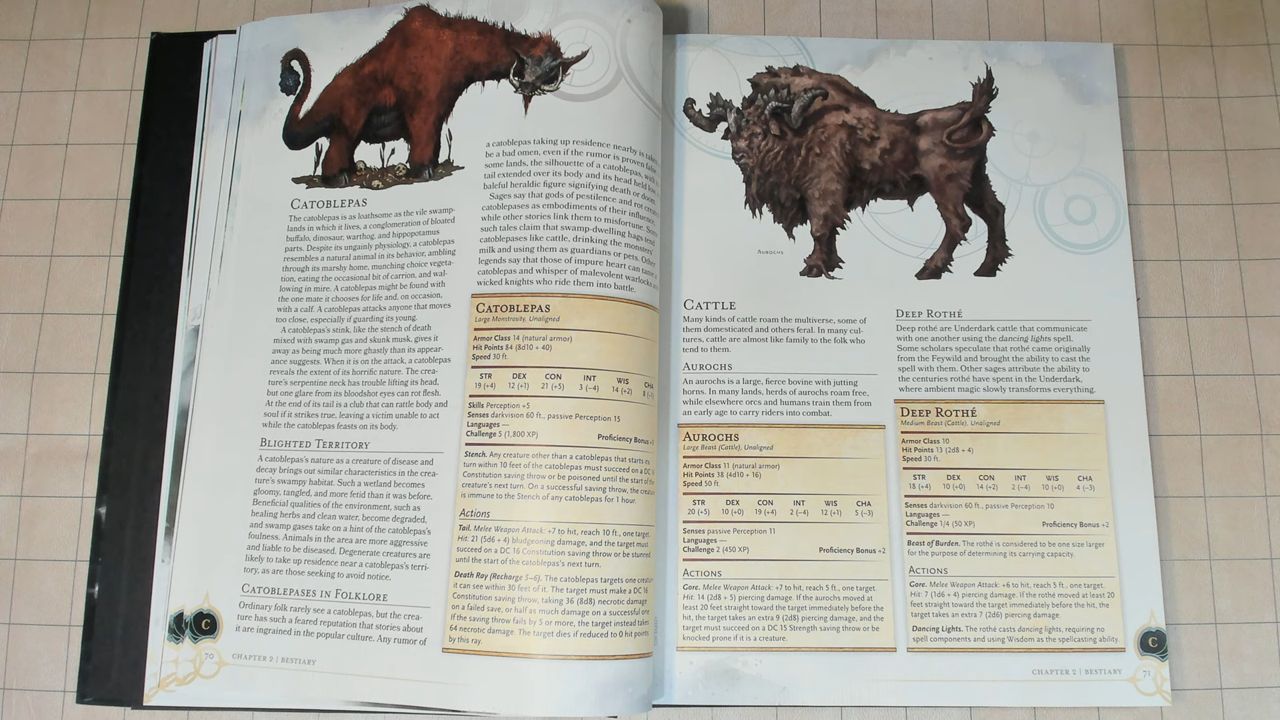 CATOBLEPAS
The catoblepas is as loathsome as the vile swamp-
lands in which it lives, a conglomeration of bloated
buffalo, dinosaur, warthog, and hippopotamus
parts. Despite its ungainly physiology, a catoblepas
resembles a natural animal in its behavior, ambling
through its marshy home, munching choice vegeta-
tion, eating the occasional bit of carrion, and wal-
lowing in mire. A catoblepas might be found with
the one mate it chooses for life and, on occasion,
with a calf. A catoblepas attacks anyone that moves
too close, especially if guarding its young.
A catoblepas's stink, like the stench of death
mixed with swamp gas and skunk musk, gives it
away as being much more ghastly than its appear-
ance suggests. When it is on the attack, a catoblepas
reveals the extent of its horrific nature. The crea-
ture's serpentine neck has trouble lifting its head,
but one glare from its bloodshot eyes can rot flesh.
At the end of its tail is a club that can rattle body and
soul if it strikes true, leaving a victim unable to act
while the catoblepas feasts on its body.
BLIGHTED TERRITORY
A catoblepas's nature as a creature of disease and
decay brings out similar characteristics in the crea-
ture's swampy habitat. Such a wetland becomes
gloomy, tangled, and more fetid than it was before.
Beneficial qualities of the environment, such as
healing herbs and clean water, become degraded,
and swamp gases take on a hint of the catoblepas's
foulness. Animals in the area are more aggressive
and liable to be diseased. Degenerate creatures are
likely to take up residence near a catoblepas's terri-
tory, as are those seeking to avoid notice.
CATOBLEPASES IN FOLKLORE
Ordinary folk rarely see a catoblepas, but the crea-
ture has such a feared reputation that stories about
it are ingrained in the popular culture. Any rumor of
C
70
CHAPTER 2 | BESTIARY
a catoblepas taking up residence nearby is
be a bad omen, even if the rumor is proven
some lands, the silhouette of a catoblepas,
tail extended over its body and its head held
baleful heraldic figure signifying death or doom
Sages say that gods of pestilence and rot
catoblepases as embodiments of their influence,
while other stories link them to misfortune.
such tales claim that swamp-dwelling hags
catoblepases like cattle, drinking the monsters'
milk and using them as guardians or pets. Other
legends say that those of impure heart can
catoblepas and whisper of malevolent warlocks
wicked knights who ride them into battle.
CATOBLEPAS
Large Monstrosity, Unaligned
Armor Class 14 (natural armor)
Hit Points 84 (8d10 + 40)
Speed 30 ft.
STR DEX CON INT WIS CHA
19 (+4) 12 (+1) 21 (+5) 3 (−4) 14 (+2) 8
Skills Perception +5
Senses darkvision 60 ft., passive Perception 15
Languages —
Challenge 5 (1,800 XP) Proficiency Bonus
Stench. Any creature other than a catoblepas that starts its
turn within 10 feet of the catoblepas must succeed on a DC
Constitution saving throw or be poisoned until the start of
creature's next turn. On a successful saving throw, the creature
is immune to the Stench of any catoblepas for 1 hour.
Actions
Tail. Melee Weapon Attack: +7 to hit, reach 10 ft., one target.
Hit: 21 (5d6 + 4) bludgeoning damage, and the target must
succeed on a DC 16 Constitution saving throw or be stunned
until the start of the catoblepas's next turn.
Death Ray (Recharge 5–6). The catoblepas targets one creature
it can see within 30 feet of it. The target must make a DC 16
Constitution saving throw, taking 36 (8d8) necrotic damage
on a failed save, or half as much damage on a successful one.
If the saving throw fails by 5 or more, the target instead takes
64 necrotic damage. The target dies if reduced to 0 hit points
by this ray.
AUROCHS
CATTLE
Many kinds of cattle roam the multiverse, some of
them domesticated and others feral. In many cul-
tures, cattle are almost like family to the folk who
tend to them.
AUROCHS
An aurochs is a large, fierce bovine with jutting
horns. In many lands, herds of aurochs roam free,
while elsewhere orcs and humans train them from
an early age to carry riders into combat.
AUROCHS
Large Beast (Cattle), Unaligned
Armor Class 11 (natural armor)
Hit Points 38 (4d10 + 16)
Speed 50 ft.
STR DEX CON INT WIS CHA
20 (+5) 10 (+0) 19 (+4) 2 (−4) 12 (+1) 5 (−3)
Senses passive Perception 11
Languages —
Challenge 2 (450 XP) Proficiency Bonus +2
ACTIONS
Gore. Melee Weapon Attack: +7 to hit, reach 5 ft., one target.
Hit: 14 (2d8 + 5) piercing damage. If the aurochs moved at
least 20 feet straight toward the target immediately before the
hit, the target takes an extra 9 (2d8) piercing damage, and the
target must succeed on a DC 15 Strength saving throw or be
knocked prone if it is a creature.
DEEP ROTHÉ
Deep rothé are Underdark cattle that communicate
with one another using the dancing lights spell.
Some scholars speculate that rothé came originally
from the Feywild and brought the ability to cast the
spell with them. Other sages attribute the ability to
the centuries rothé have spent in the Underdark,
where ambient magic slowly transforms everything.
DEEP ROTHÉ
Medium Beast (Cattle), Unaligned
Armor Class 10
Hit Points 13 (2d8 + 4)
Speed 30 ft.
STR DEX CON INT WIS CHA
18 (+4) 10 (+0) 14 (+2) 2 (−4) 10 (+0) 4 (−3)
Senses darkvision 60 ft., passive Perception 10
Languages —
Challenge 1/4 (50 XP) Proficiency Bonus +2
Beast of Burden. The rothé is considered to be one size larger
for the purpose of determining its carrying capacity.
ACTIONS
Gore. Melee Weapon Attack: +6 to hit, reach 5 ft., one target.
Hit: 7 (1d6 + 4) piercing damage. If the rothé moved at least 20
feet straight toward the target immediately before the hit, the
target takes an extra 7 (2d6) piercing damage.
Dancing Lights. The rothé casts dancing lights, requiring no
spell components and using Wisdom as the spellcasting ability.
C
CHAPTER 2 | BESTIARY
71